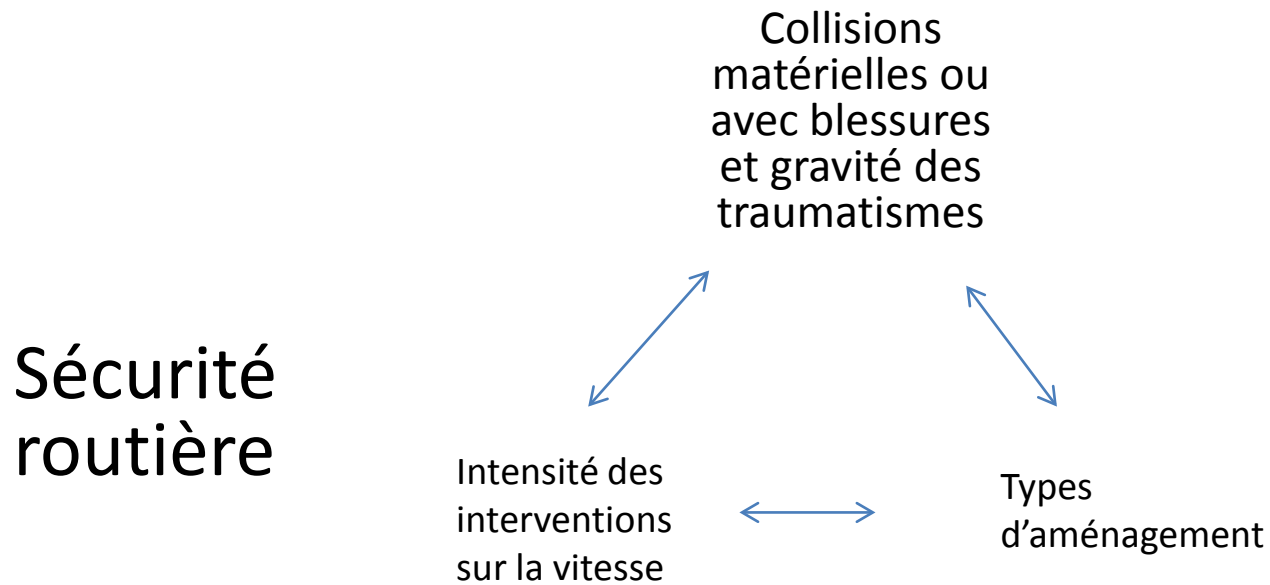 Collisions
matérielles ou
avec blessures
et gravité des
traumatismes
Sécurité
routière
Intensité des
interventions
sur la vitesse
Types
d’aménagement